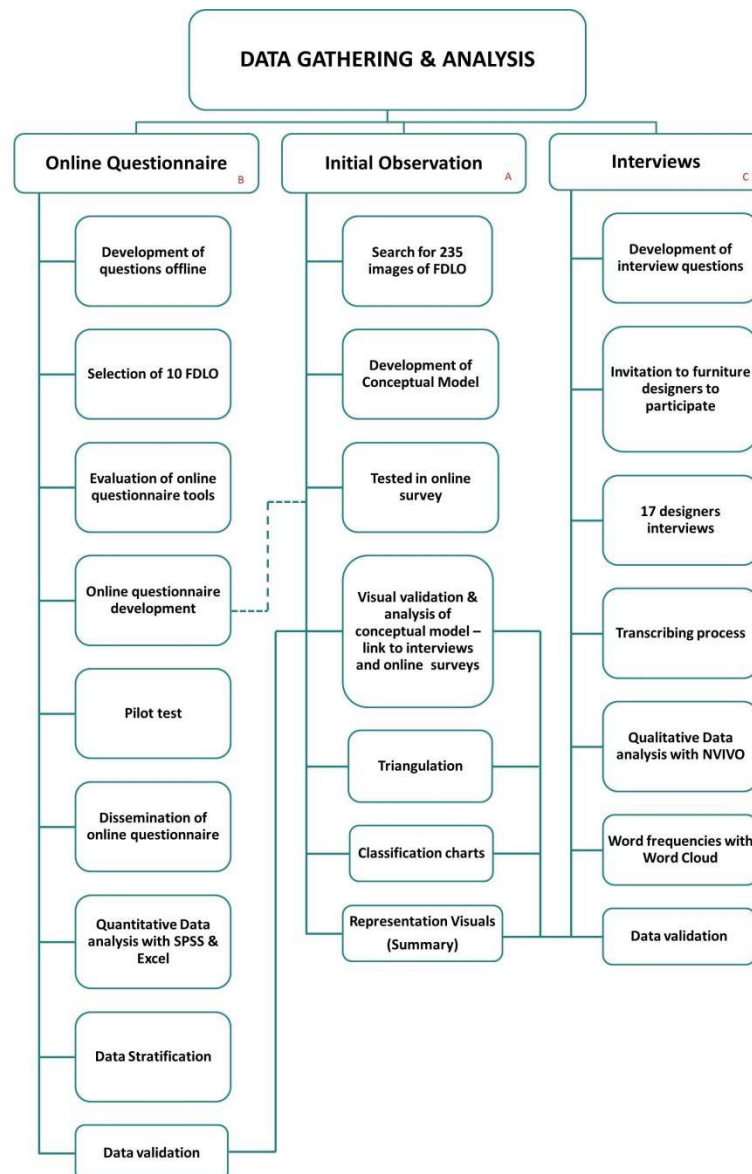 DATA GATHERING & ANALYSIS
Online Questionnaire
B
Development of
questions offline
Selection of 10 FDLO
Evaluation of online
questionnaire tools
Online questionnaire
development
Pilot test
Dissemination of
online questionnaire
Quantitative Data
analysis with SPSS &
Excel
Data Stratification
Data validation
Initial Observation
A
Search for 235
images of FDLO
Development of
Conceptual Model
Tested in online
survey
Visual validation &
analysis of
conceptual model –
link to interviews
and online surveys
Triangulation
Classification charts
Representation Visuals
(Summary)
Interviews
C
Development of
interview questions
Invitation to furniture
designers to
participate
17 designers
interviews
Transcribing process
Qualitative Data
analysis with NVIVO
Word frequencies with
Word Cloud
Data validation